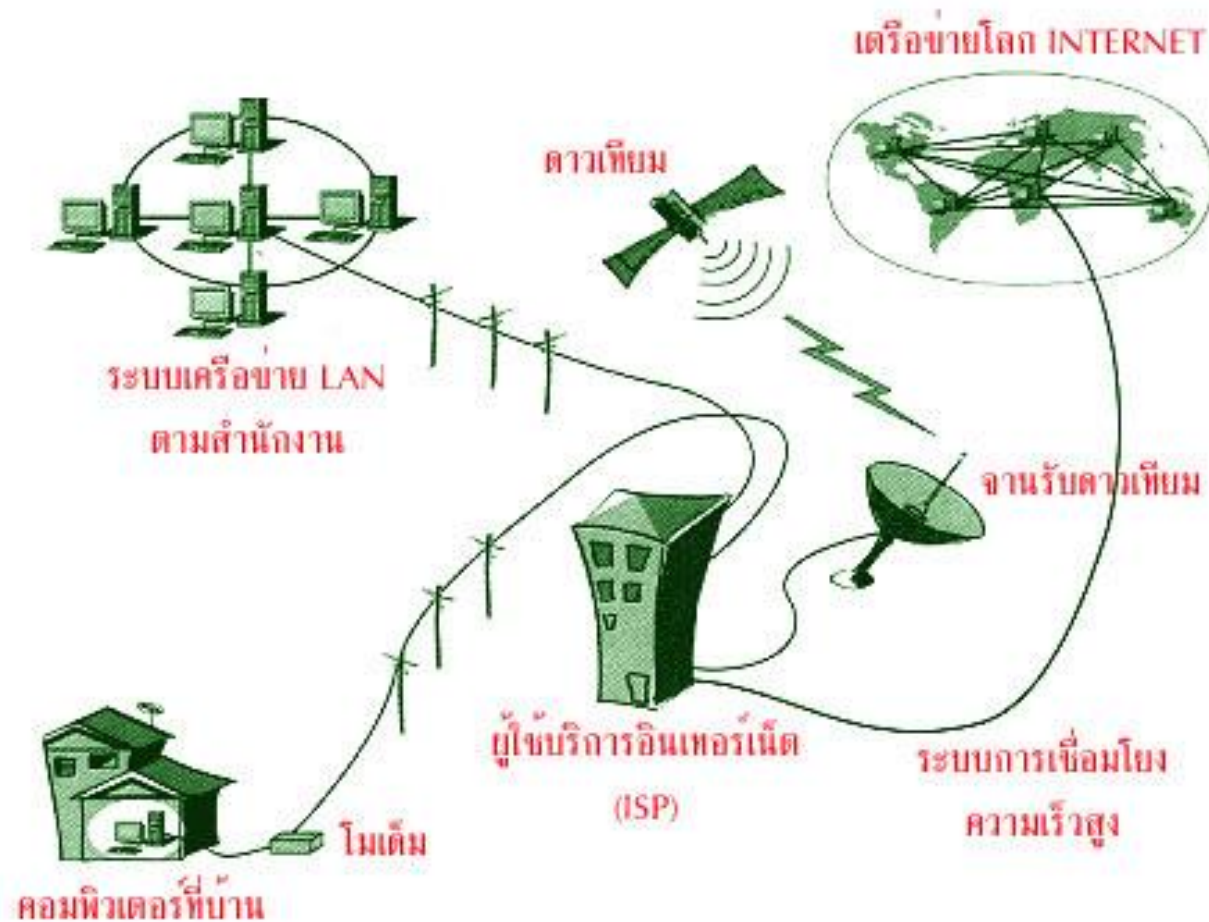 เครือข่ายโลก INTERNET
ดาวเทียม
ระบบเครือข่าย LAN
ตามสำนักงาน
จานรับดาวเทียม
ผู้ใช้บริการอินเทอร์เน็ต
(ISP)
ระบบการเชื่อมโยง
ความเร็วสูง
โมเด็ม
คอมพิวเตอร์ที่บ้าน